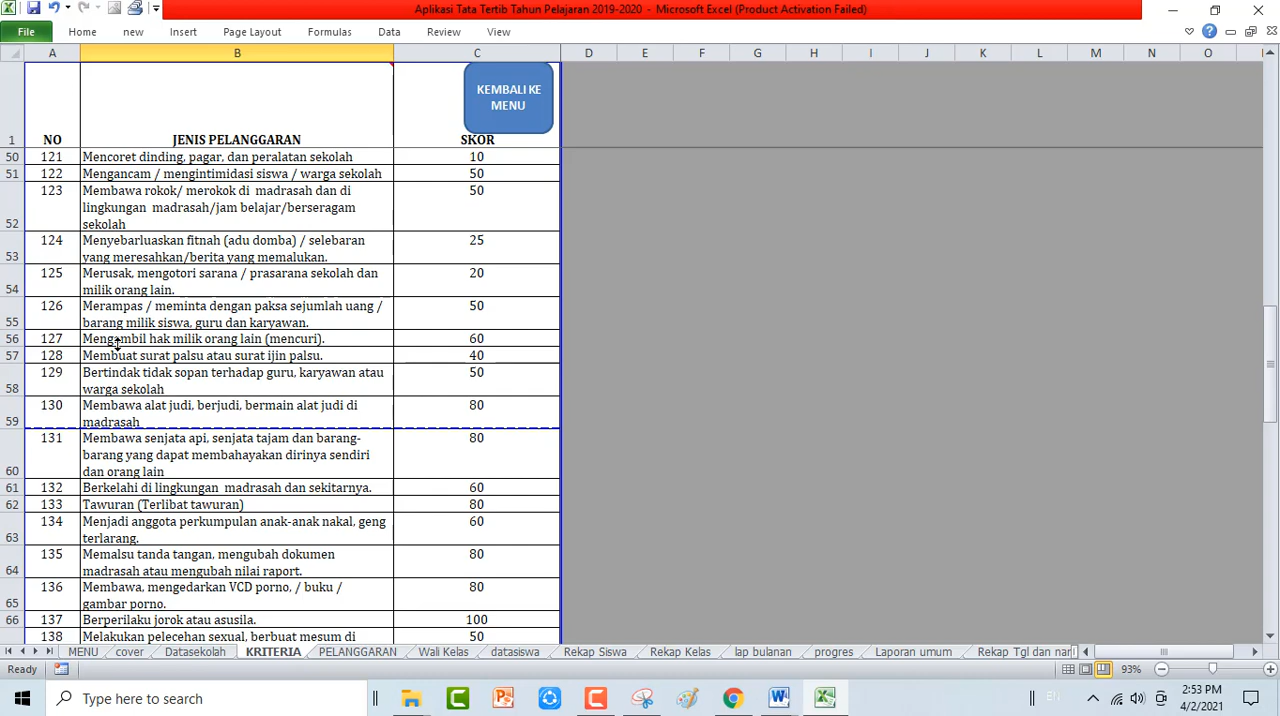 Aplikasi Tata Tertib Tahun Pelajaran 2019-2020 - Microsoft Excel (Product Activation Failed)
File Home new Insert Page Layout Formulas Data Review View
A B C D E F G H I J K L M N O
KEMBALI KE
MENU
1 NO JENIS PELANGGARAN SKOR
50 121 Mencoret dinding, pagar, dan peralatan sekolah 10
51 122 Mengancam / mengintimidasi siswa / warga sekolah 50
123 Membawa rokok/ merokok di madrasah dan di 50
lingkungan madrasah/jam belajar/berseragam
52 sekolah
124 Menyebarluaskan fitnah (adu domba) / selebaran 25
53 yang meresahkan/berita yang memalukan.
125 Merusak, mengotori sarana / prasarana sekolah dan 20
54 milik orang lain.
126 Merampas / meminta dengan paksa sejumlah uang / 50
55 barang milik siswa, guru dan karyawan.
56 127 Mengambil hak milik orang lain (mencuri). 60
57 128 Membuat surat palsu atau surat ijin palsu. 40
129 Bertindak tidak sopan terhadap guru, karyawan atau 50
58 warga sekolah
130 Membawa alat judi, berjudi, bermain alat judi di 80
59 madrasah
131 Membawa senjata api, senjata tajam dan barang- 80
barang yang dapat membahayakan dirinya sendiri
60 dan orang lain
61 132 Berkelahi di lingkungan madrasah dan sekitarnya. 60
62 133 Tawuran (Terlibat tawuran) 80
134 Menjadi anggota perkumpulan anak-anak nakal, geng 60
63 terlarang.
135 Memalsu tanda tangan, mengubah dokumen 80
64 madrasah atau mengubah nilai raport.
136 Membawa, mengedarkan VCD porno, / buku / 80
65 gambar porno.
66 137 Berperilaku jorok atau asusila. 100
138 Melakukan pelecehan sexual, berbuat mesum di 50
MENU cover Datasekolah KRITERIA PELANGGARAN Wali Kelas datasiswa Rekap Siswa Rekap Kelas lap bulanan progres Laporan umum Rekap Tgl dan nar
Ready 93%
Type here to search EN 2:53 PM
4/2/2021